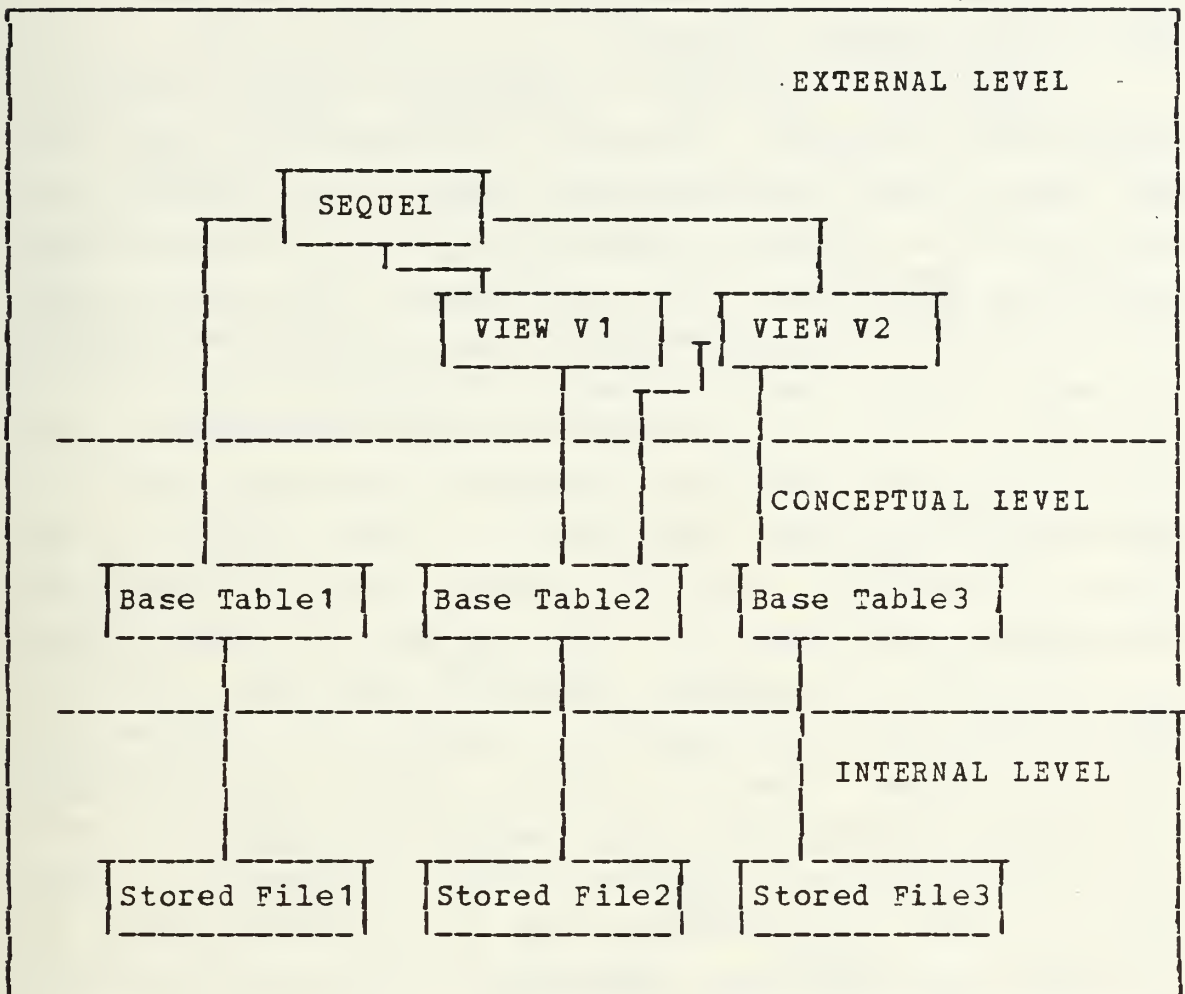 EXTERNAL LEVEL
SEQUEI
VIEW V1 VIEW V2
CONCEPTUAL IEVEL
Base Table1 Base Table2 Base Table3
INTERNAL LEVEL
Stored File1 Stored File2 Stored File3